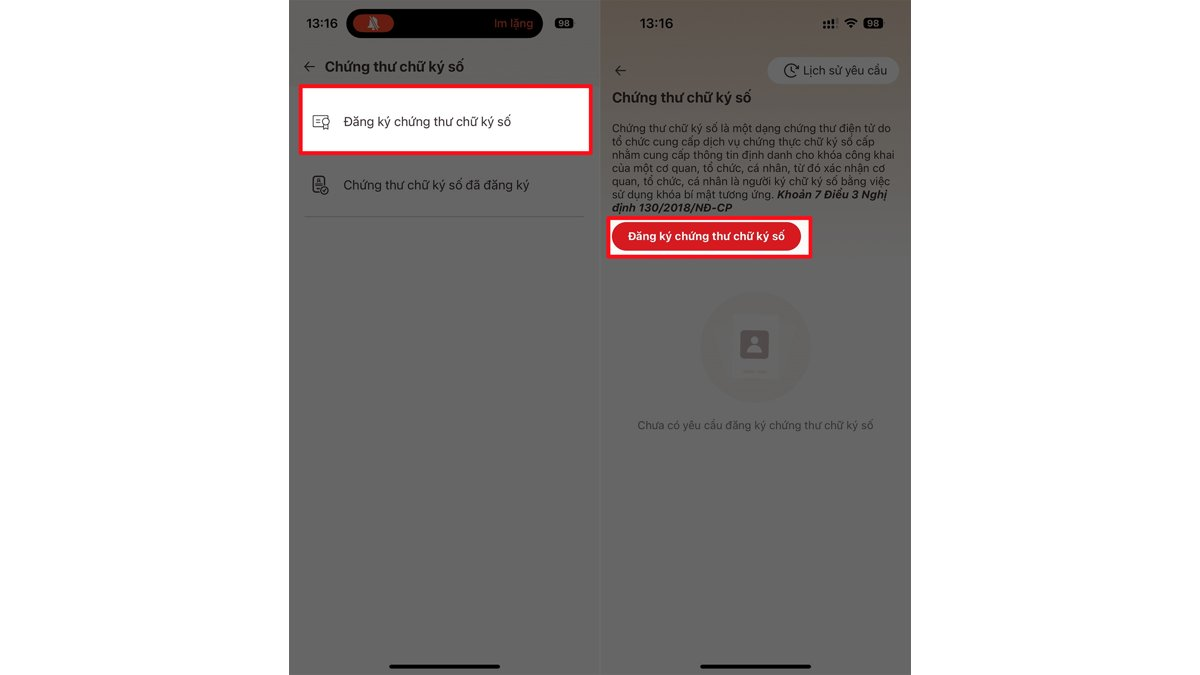 13:16
Im lặng
98
Chứng thư chữ ký số
Đăng ký chứng thư chữ ký số
Chứng thư chữ ký số đã đăng ký
13:16
98
Lịch sử yêu cầu
Chứng thư chữ ký số
Chứng thư chữ ký số là một dạng chứng thư điện tử do
tổ chức cung cấp dịch vụ chứng thực chữ ký số cấp
nhằm cung cấp thông tin định danh cho khóa công khai
của một cơ quan, tổ chức, cá nhân, từ đó xác nhận cơ
quan, tổ chức, cá nhân là người ký chữ ký số bằng việc
sử dụng khóa bí mật tương ứng. Khoản 7 Điều 3 Nghị
định 130/2018/NĐ-CP
Đăng ký chứng thư chữ ký số
Chưa có yêu cầu đăng ký chứng thư chữ ký số